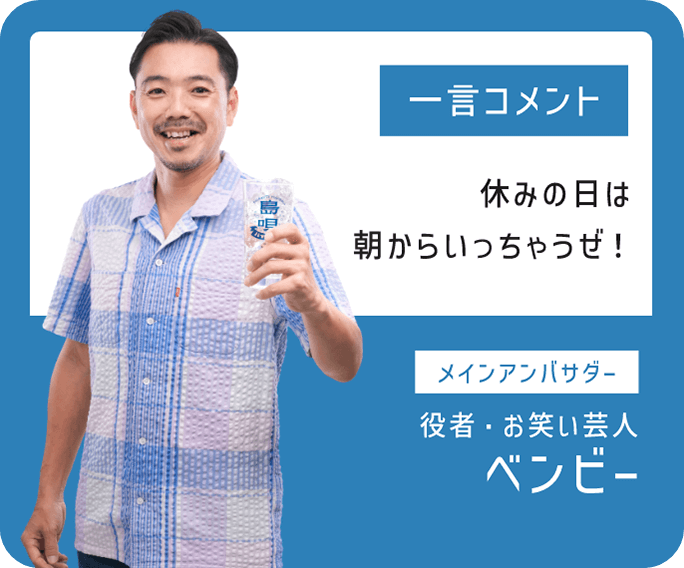 一言コメント
休みの日は
朝からいっちゃうぜ！
島唄
メインアンバサダー
役者・お笑い芸人
ベンビー